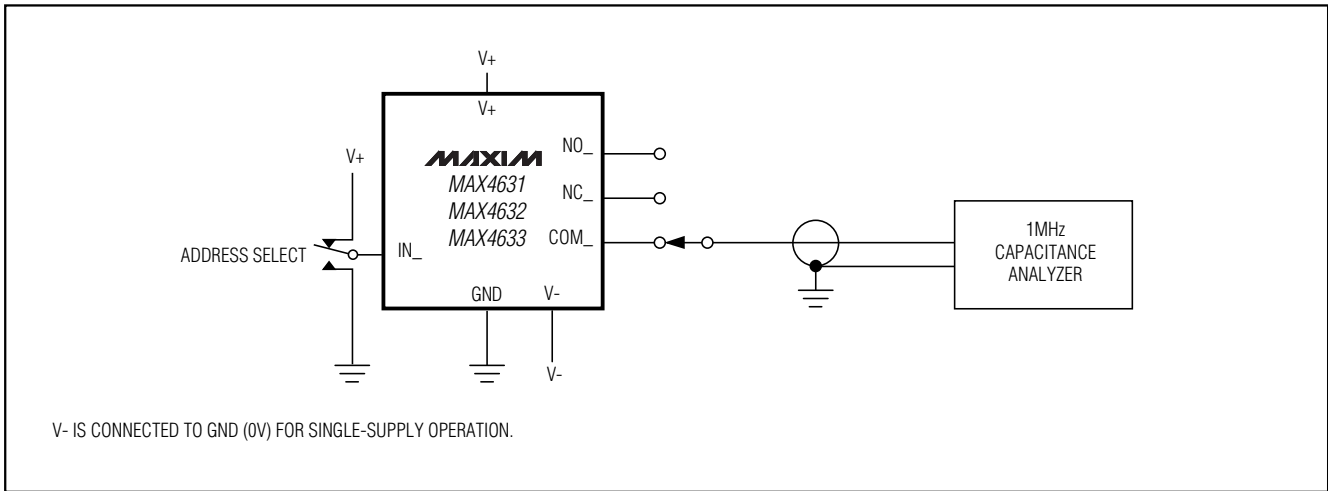 V+
V+
V+
MAXIM
MAX4631
MAX4632
MAX4633
NO_
NC_
COM_
ADDRESS SELECT
IN_
GND
V-
V-
1MHz
CAPACITANCE
ANALYZER
V- IS CONNECTED TO GND (0V) FOR SINGLE-SUPPLY OPERATION.